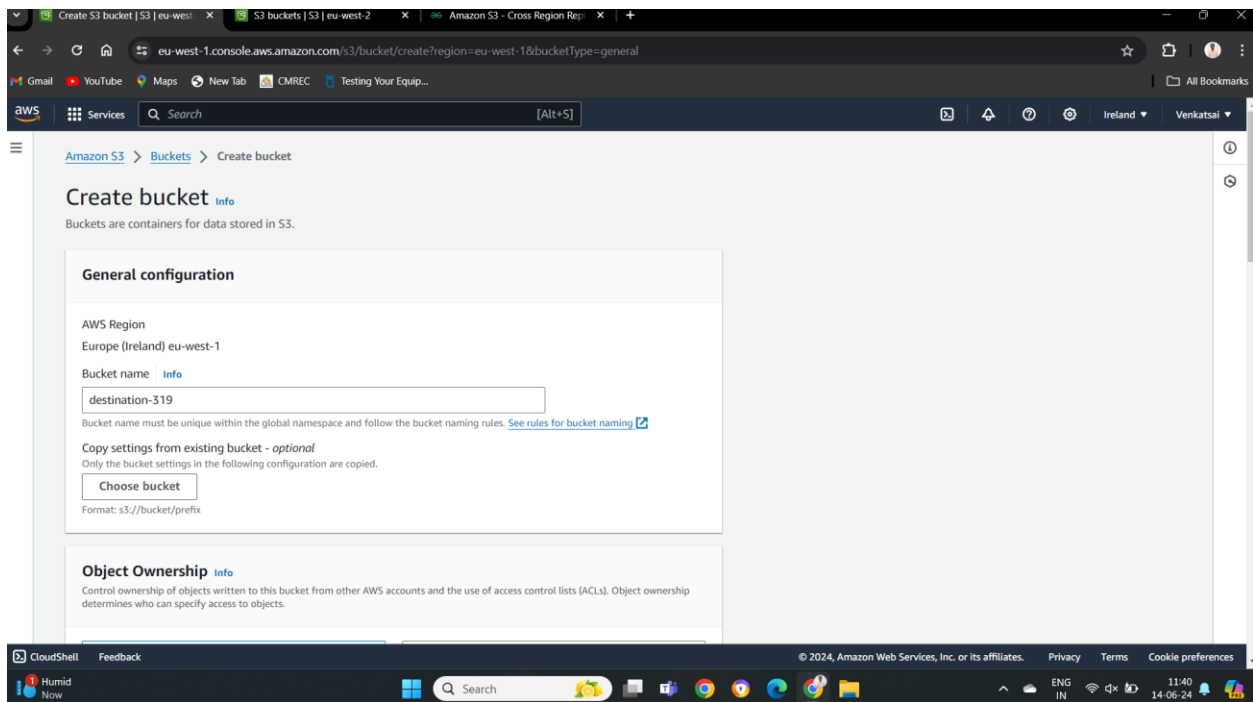 Create S3 bucket | S3 | eu-west
S3 buckets | S3 | eu-west-2
Amazon S3 - Cross Region Rep
eu-west-1.console.aws.amazon.com/s3/bucket/create?region=eu-west-1&bucketType=general
Gmail
YouTube
Maps
New Tab
CMREC
Testing Your Equip...
All Bookmarks
aws
Services
Search
[Alt+S]
Ireland
Venkatsai
Amazon S3 > Buckets > Create bucket
Create bucket Info
Buckets are containers for data stored in S3.
General configuration
AWS Region
Europe (Ireland) eu-west-1
Bucket name Info
destination-319
Bucket name must be unique within the global namespace and follow the bucket naming rules. See rules for bucket naming
Copy settings from existing bucket - optional
Only the bucket settings in the following configuration are copied.
Choose bucket
Format: s3://bucket/prefix
Object Ownership Info
Control ownership of objects written to this bucket from other AWS accounts and the use of access control lists (ACLs). Object ownership
determines who can specify access to objects.
CloudShell
Feedback
© 2024, Amazon Web Services, Inc. or its affiliates.
Privacy
Terms
Cookie preferences
1
Humid
Now
Search
ENG
IN
11:40
14-06-24